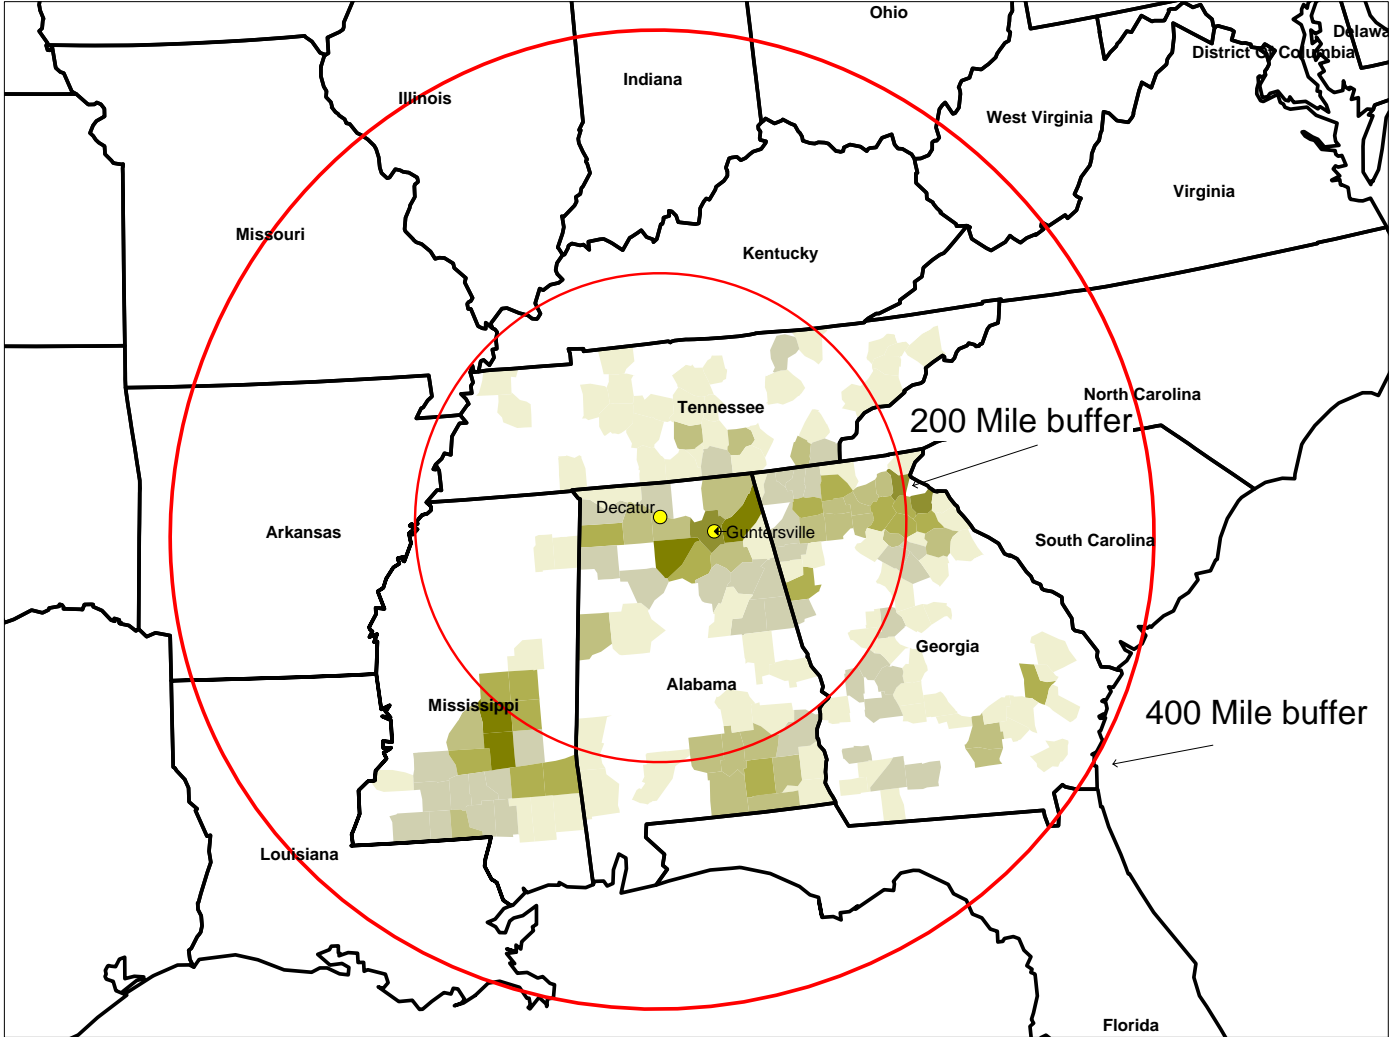 Ohio
Delawa
District Of Columbia
Indiana
Illinois
West Virginia
Virginia
Missouri
Kentucky
North Carolina
Tennessee
200 Mile buffer
Decatur
Guntersville
Arkansas
South Carolina
Georgia
Alabama
Mississippi
400 Mile buffer
Louisiana
Florida